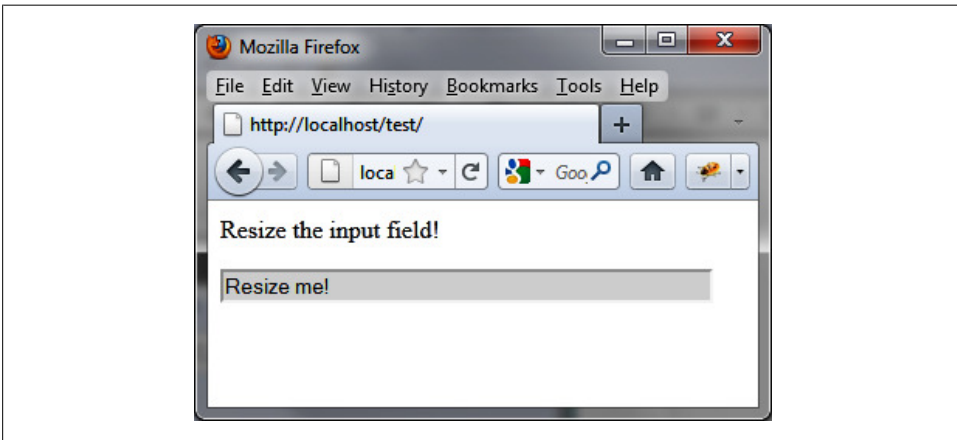 Mozilla Firefox
File Edit View History Bookmarks Tools Help
http://localhost/test/
loca Goo
Resize the input field!
Resize me!